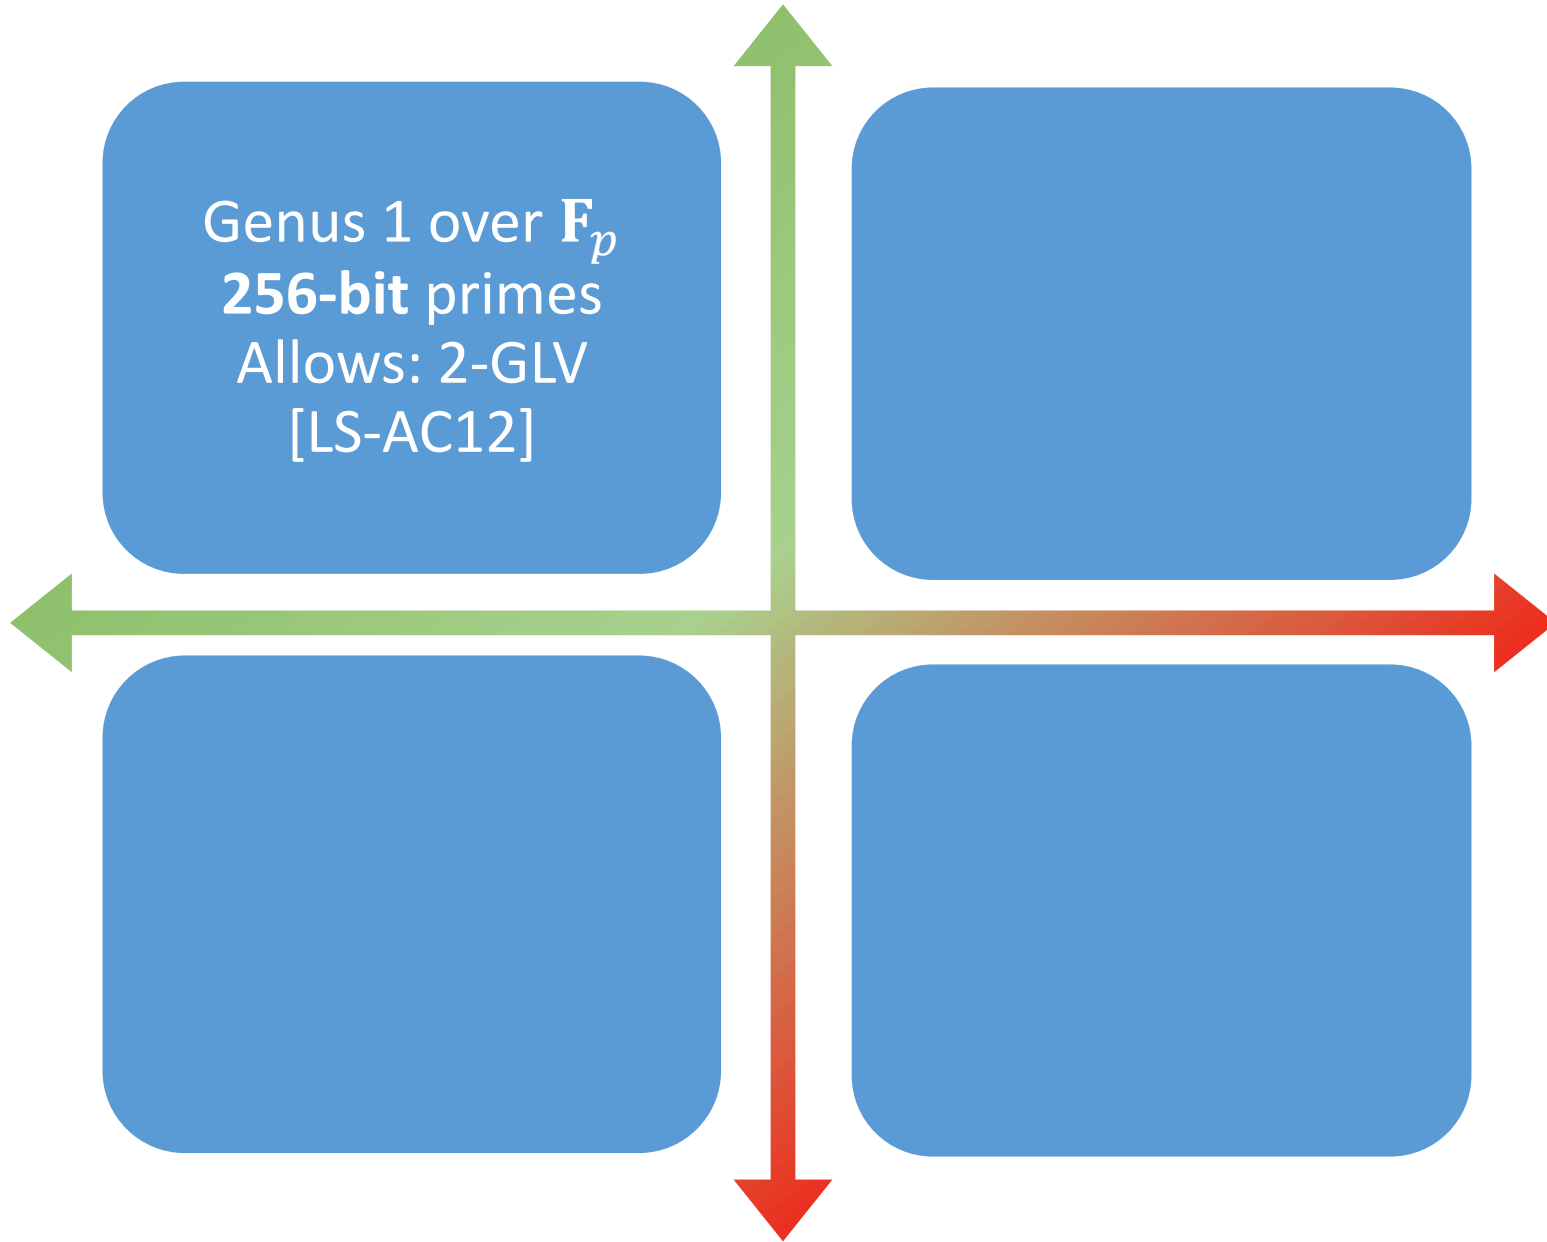 Genus 1 over 𝐅ₚ
256-bit primes
Allows: 2-GLV
[LS-AC12]